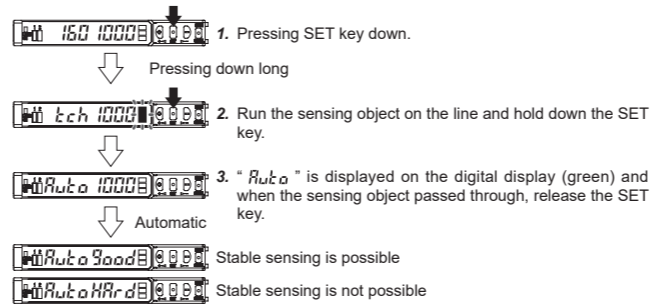 160 1000
1. Pressing SET key down.
Pressing down long
tch 1000
2. Run the sensing object on the line and hold down the SET
key.
Auto 1000
3. " Auto " is displayed on the digital display (green) and
when the sensing object passed through, release the SET
key.
Automatic
Auto good
Stable sensing is possible
Auto HArd
Stable sensing is not possible